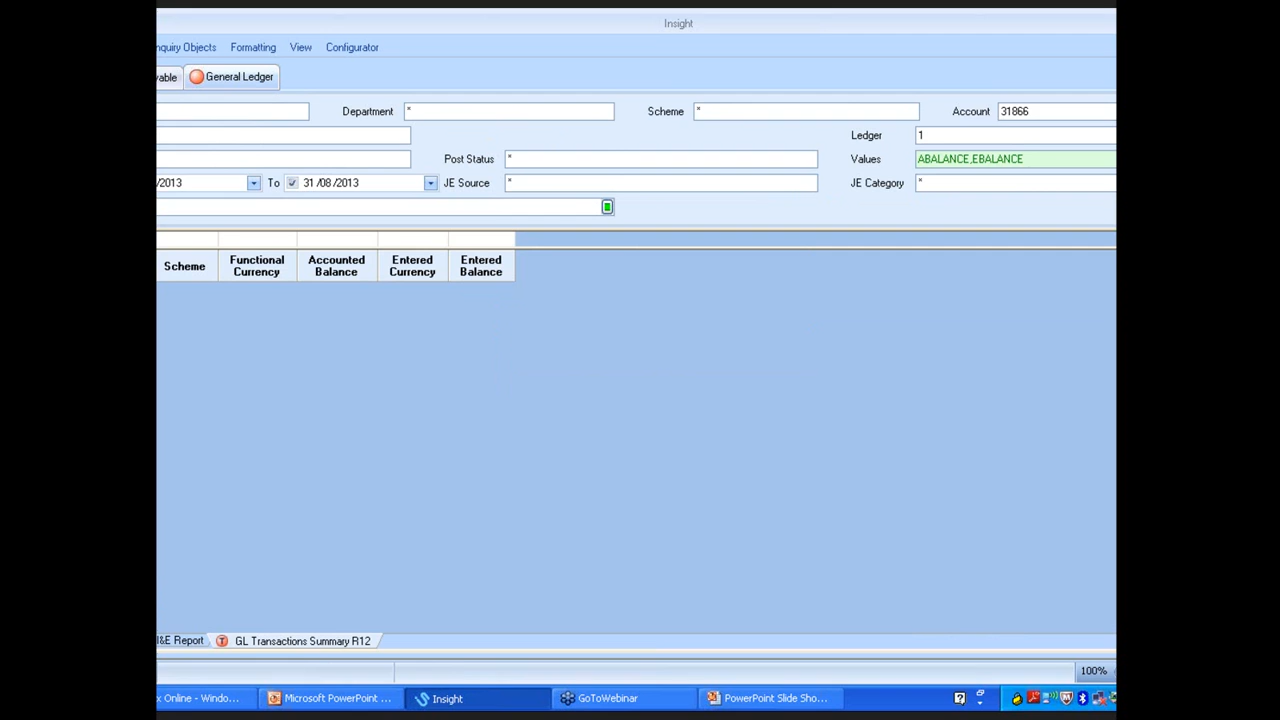 Insight
nquiry Objects Formatting View Configurator
vable General Ledger
Department * Scheme * Account 31866
Ledger 1
Post Status * Values ABALANCE,EBALANCE
/2013 To 31/08/2013 JE Source * JE Category *
Scheme Functional Currency Accounted Balance Entered Currency Entered Balance
I&E Report GL Transactions Summary R12
100%
x Online - Windo... Microsoft PowerPoint ... Insight GoToWebinar PowerPoint Slide Sho...